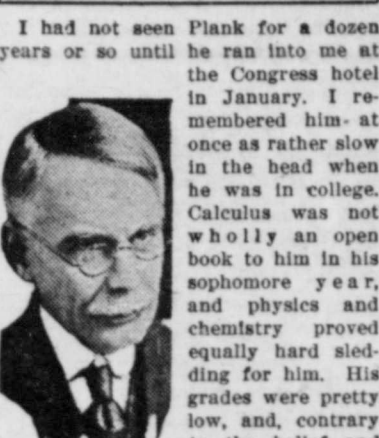 I had not seen Plank for a dozen
years or so until he ran into me at
the Congress hotel
in January. I re-
membered him- at
once as rather slow
in the head when
he was in college.
Calculus was not
wholly an open
book to him in his
sophomore year,
and physics and
chemistry proved
equally hard sled-
ding for him. His
grades were pretty
low, and, contrary